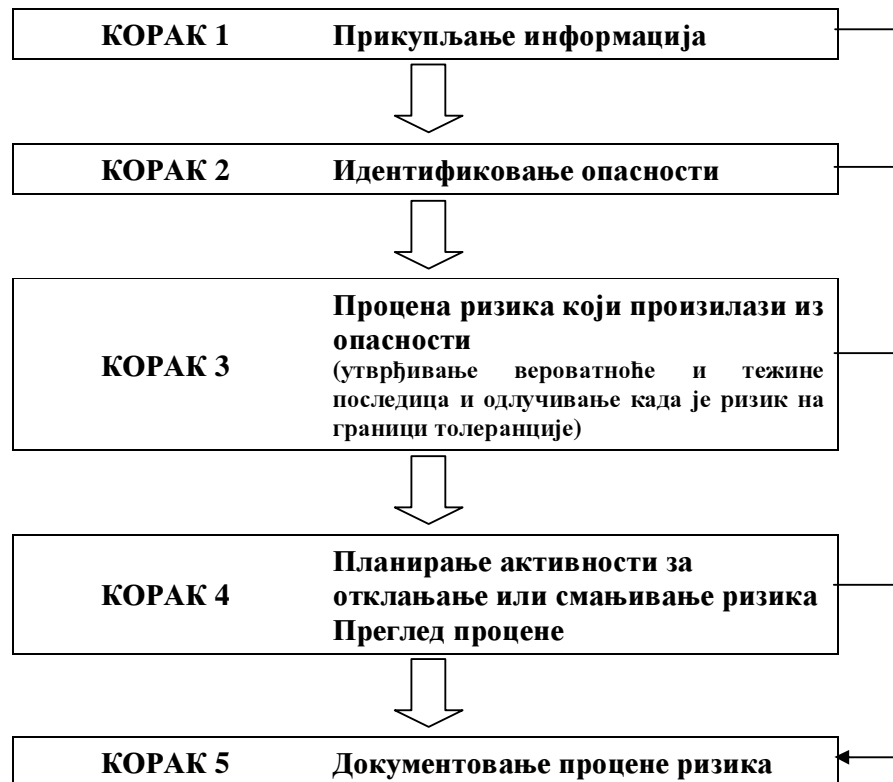 КОРАК 1 Прикупљање информација
КОРАК 2 Идентификовање опасности
Процена ризика који произилази из
опасности
КОРАК 3 (утврђивање вероватноће и тежине
последица и одлучивање када је ризик на
граници толеранције)
Планирање активности за
КОРАК 4 отклањање или смањивање ризика
Преглед процене
КОРАК 5 Документовање процене ризика